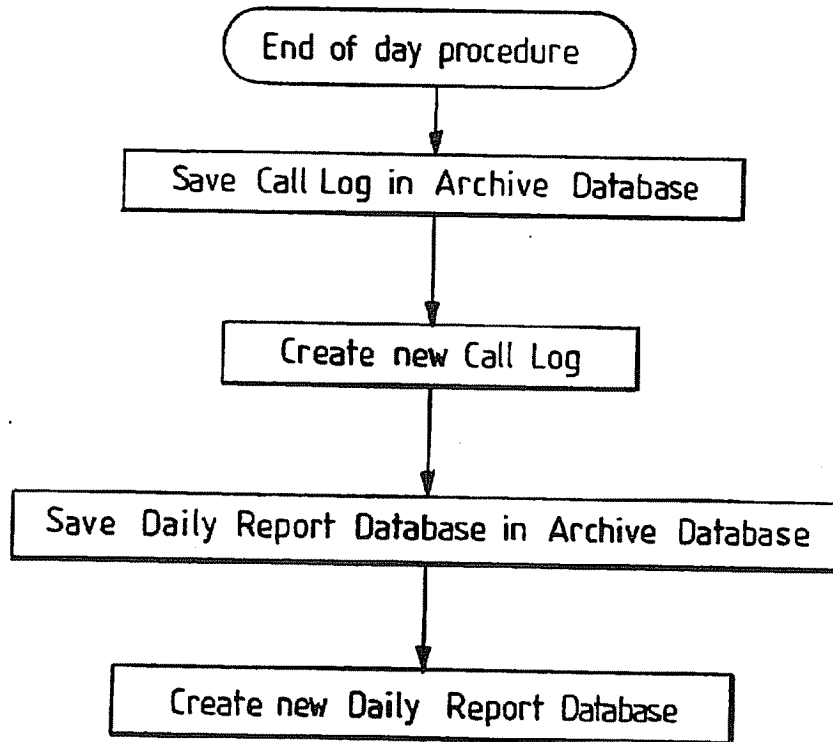 End of day procedure
Save Call Log in Archive Database
Create new Call Log
Save Daily Report Database in Archive Database
Create new Daily Report Database